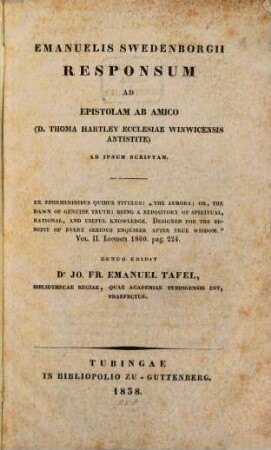 EMANUELIS SWEDENBORGII
RESPONSUM
AD
EPISTOLAM AB AMICO
(D. THOMA HARTLEY ECCLESIAE WINWICENSIS
ANTISTITE)
AD IPSUM SCRIPTAM.
EX EPHEMERIDIBUS QUIBUS TITULUS: „THE AURORA; OR, THE
DAWN OF GENUINE TRUTH; BEING A REPOSITORY OF SPIRITUAL,
RATIONAL, AND USEFUL KNOWLEDGE. DESIGNED FOR THE BE-
NEFIT OF EVERY SERIOUS ENQUIRER AFTER TRUE WISDOM."
VOL. II. LONDON 1800. pag. 224.
DENUO EDIDIT
Dr JO. FR. EMANUEL TAFEL,
BIBLIOTHECAE REGIAE, QUAE ACADEMIAE TUBINGENSIS EST,
PRAEFECTUS.
TUBINGAE
IN BIBLIOPOLIO ZU-GUTTENBERG.
1838.